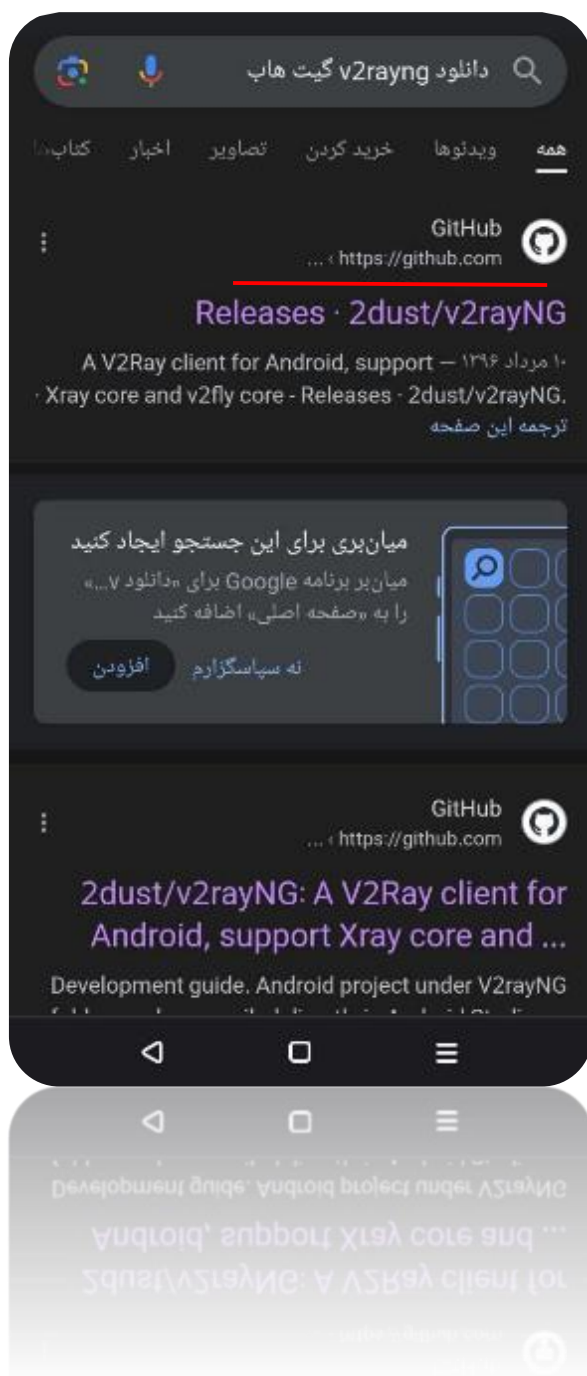 دانلود v2rayng گیت هاب
همه ویدئوها خرید کردن تصاویر اخبار
GitHub
https://github.com › ...
Releases · 2dust/v2rayNG
۱۰ مرداد ۱۳۹۶ — A V2Ray client for Android, support
Xray core and v2fly core - Releases · 2dust/v2rayNG. ·
ترجمه این صفحه
میان‌بری برای این جستجو ایجاد کنید
میان‌بر برنامه Google برای «دانلود v...»
را به «صفحه اصلی» اضافه کنید
نه سپاسگزارم افزودن
GitHub
https://github.com › ...
2dust/v2rayNG: A V2Ray client for
Android, support Xray core and ...
Development guide. Android project under V2rayNG